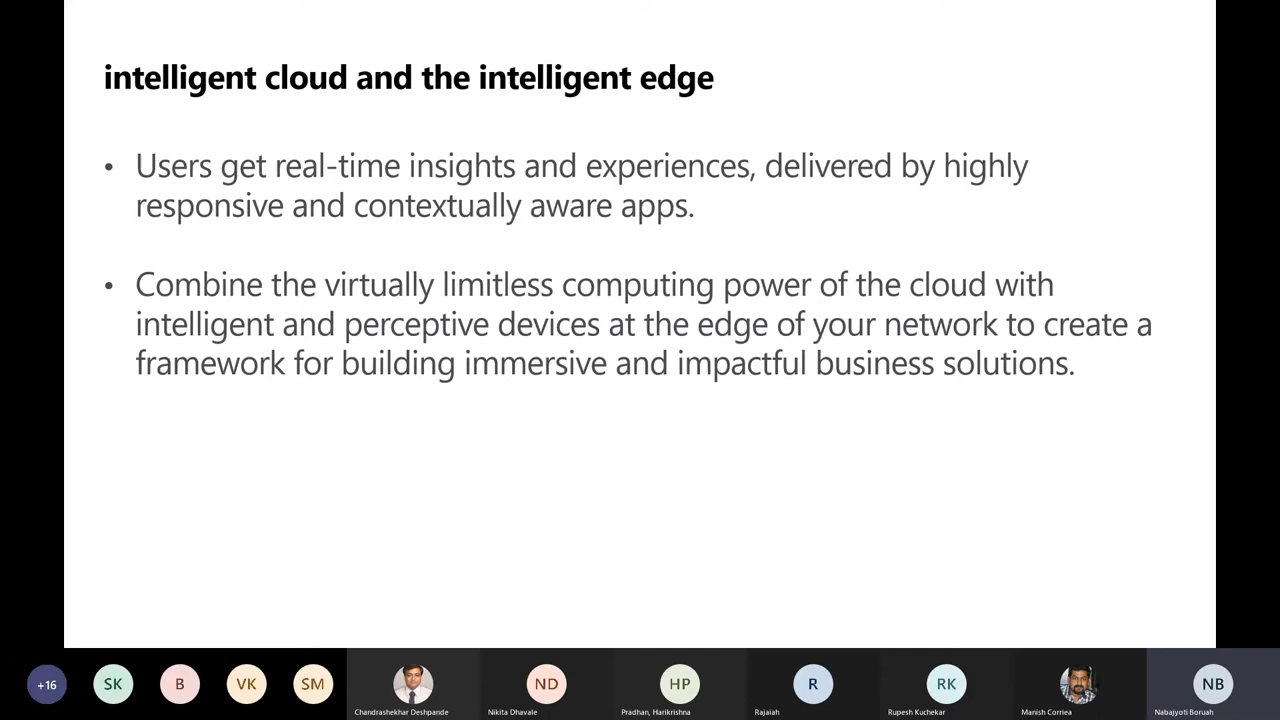 intelligent cloud and the intelligent edge
• Users get real-time insights and experiences, delivered by highly
responsive and contextually aware apps.
• Combine the virtually limitless computing power of the cloud with
intelligent and perceptive devices at the edge of your network to create a
framework for building immersive and impactful business solutions.
+16 SK B VK SM ND HP R RK NB
Chandrashekhar Deshpande Nikita Dhavale Pradhan, Harikrishna Rajaiah Rupesh Kuchekar Manish Corriea Nabajyoti Boruah